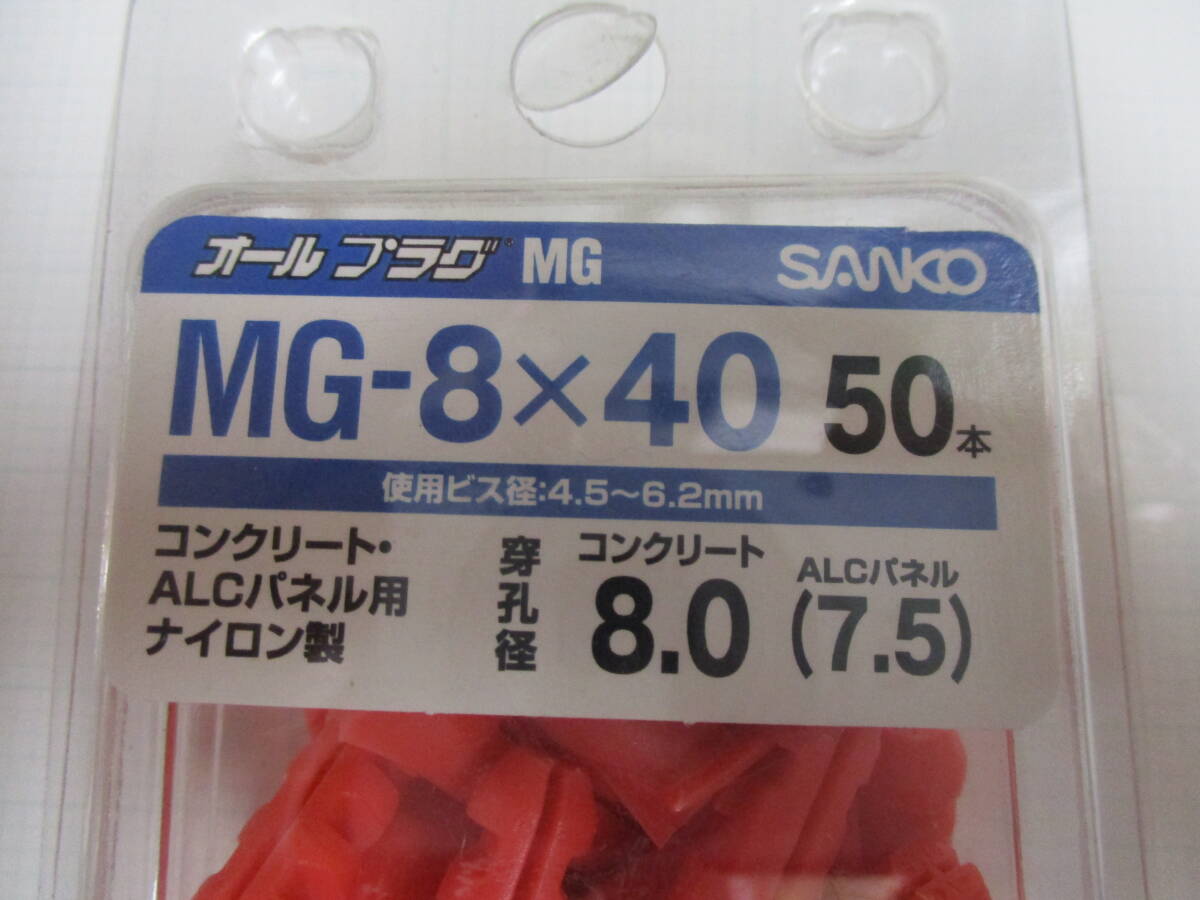 オールプラグ® MG SANKO
MG-8×40 50本
使用ビス径:4.5～6.2mm
コンクリート・
ALCパネル用
ナイロン製
穿孔径
コンクリート
8.0
ALCパネル
(7.5)